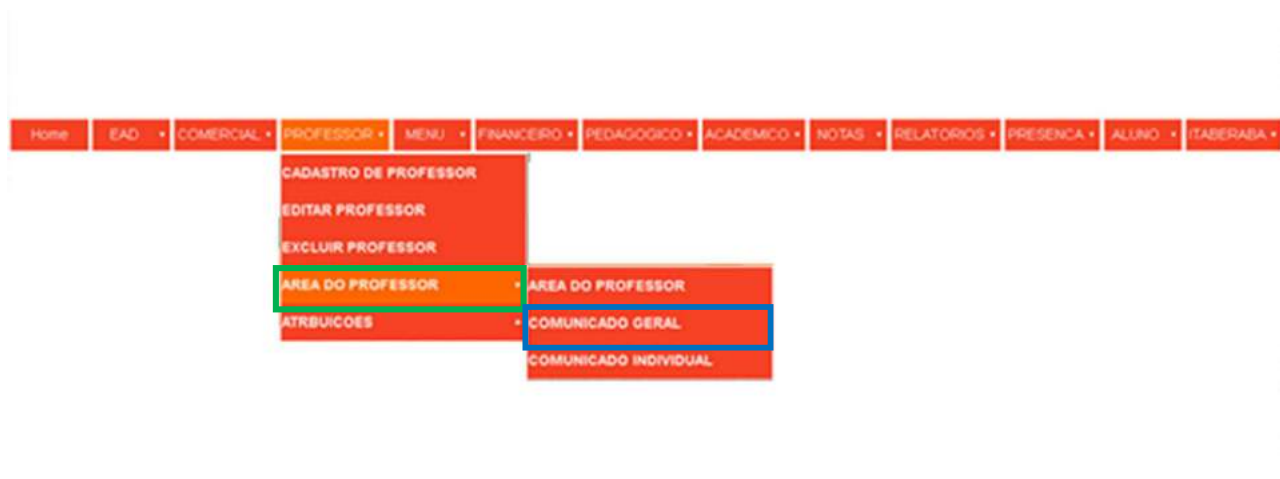 Home EAD COMERCIAL PROFESSOR MENU FINANCEIRO PEDAGOGICO ACADEMICO NOTAS RELATORIOS PRESENCA ALUNO ITABERABA
CADASTRO DE PROFESSOR
EDITAR PROFESSOR
EXCLUIR PROFESSOR
AREA DO PROFESSOR AREA DO PROFESSOR
ATRBUICOES COMUNICADO GERAL
COMUNICADO INDIVIDUAL